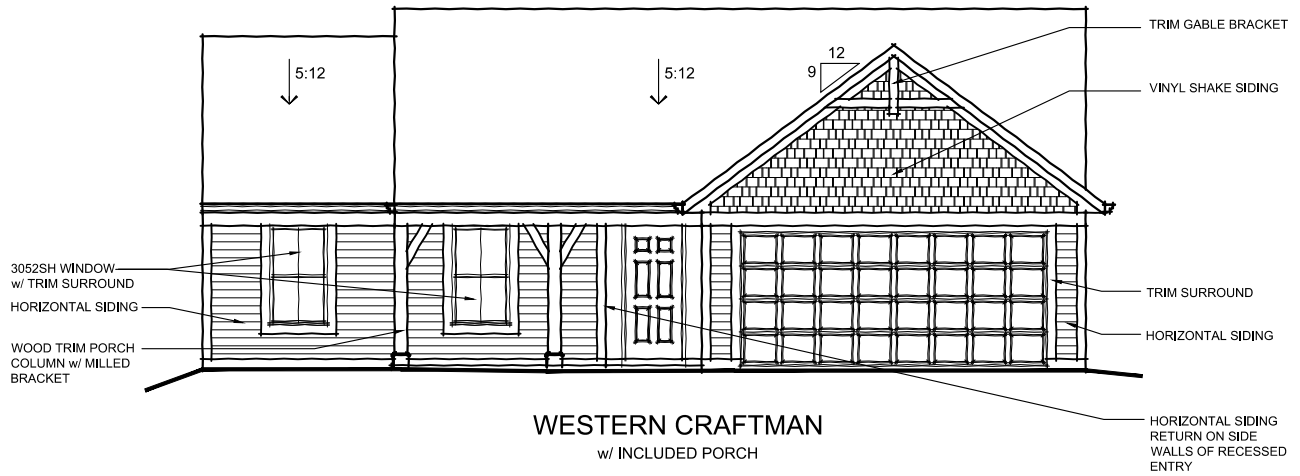 TRIM GABLE BRACKET
12
9
5:12
5:12
VINYL SHAKE SIDING
3052SH WINDOW
w/ TRIM SURROUND
HORIZONTAL SIDING
WOOD TRIM PORCH
COLUMN w/ MILLED
BRACKET
TRIM SURROUND
HORIZONTAL SIDING
HORIZONTAL SIDING
RETURN ON SIDE
WALLS OF RECESSED
ENTRY
WESTERN CRAFTMAN
w/ INCLUDED PORCH